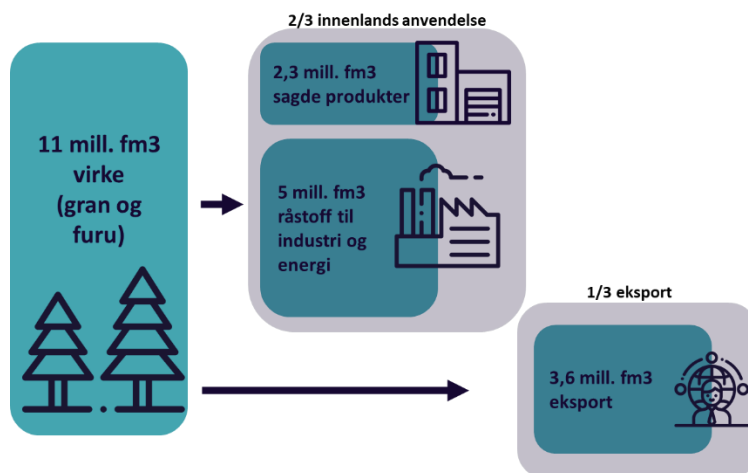 2/3 innenlands anvendelse
11 mill. fm3
virke
(gran og
furu)
2,3 mill. fm3
sagde produkter
5 mill. fm3
råstoff til
industri og
energi
1/3 eksport
3,6 mill. fm3
eksport